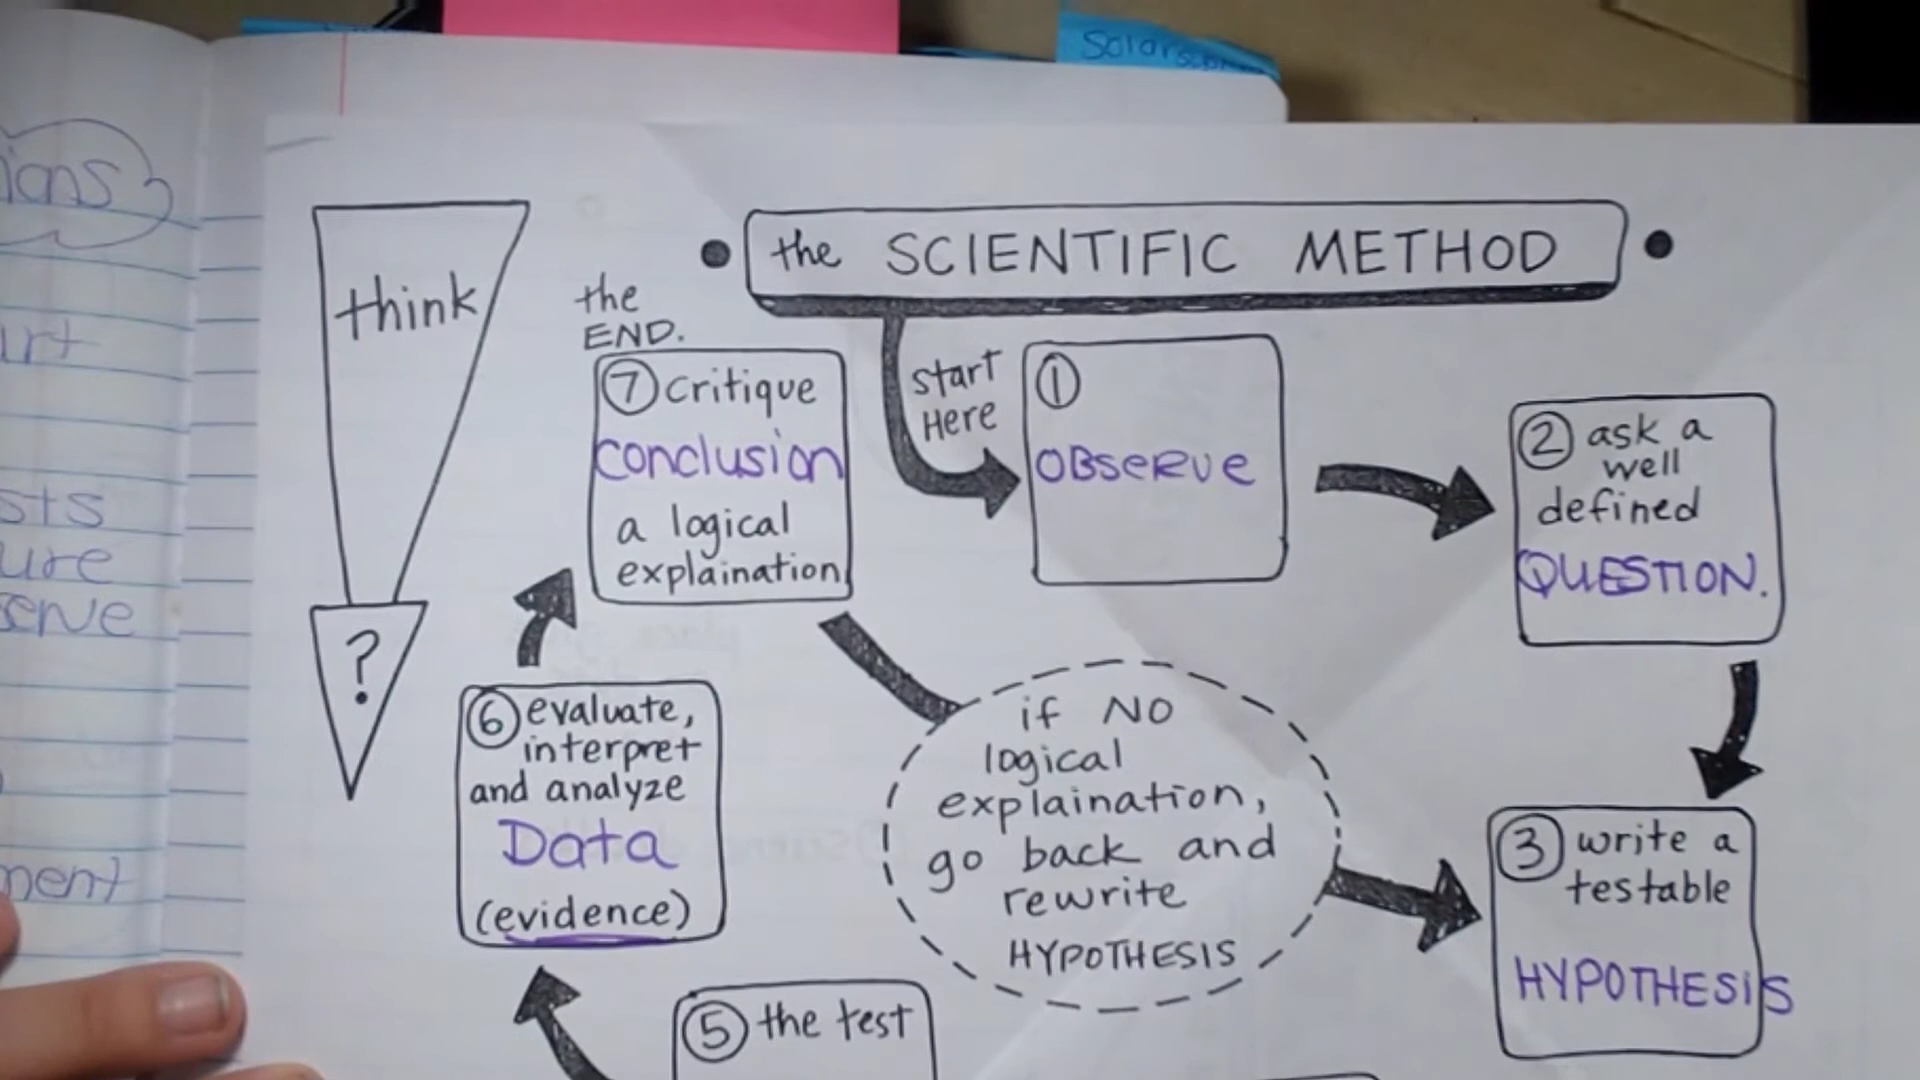 the SCIENTIFIC METHOD
think
?
the
END.
Start
Here
① 
OBSERVE
② ask a
well
defined
QUESTION.
③ write a
testable
HYPOTHESIS
⑤ the test
⑥ evaluate,
interpret
and analyze
Data
(evidence)
⑦ critique
conclusion
a logical
explaination
if NO
logical
explaination,
go back and
rewrite
HYPOTHESIS